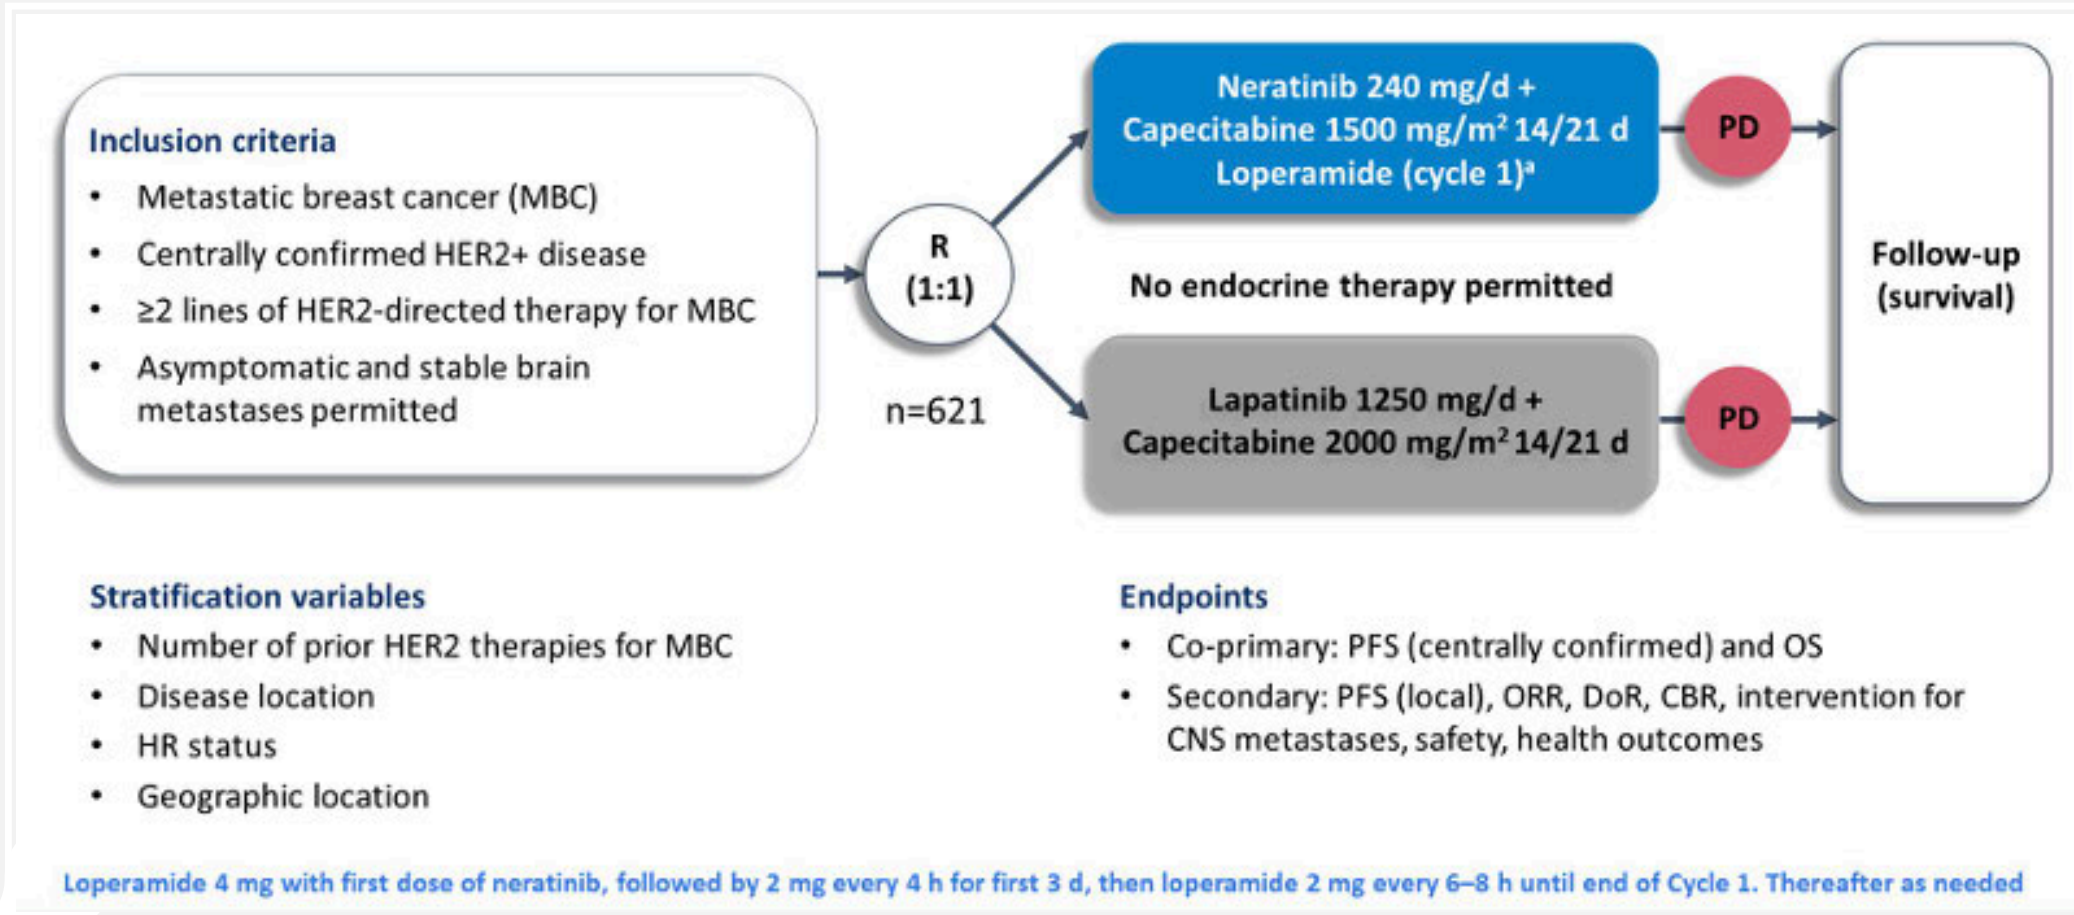 Inclusion criteria
• Metastatic breast cancer (MBC)
• Centrally confirmed HER2+ disease
• ≥2 lines of HER2-directed therapy for MBC
• Asymptomatic and stable brain
metastases permitted
R
(1:1)
n=621
Neratinib 240 mg/d +
Capecitabine 1500 mg/m² 14/21 d
Loperamide (cycle 1)ᵃ
PD
No endocrine therapy permitted
Lapatinib 1250 mg/d +
Capecitabine 2000 mg/m² 14/21 d
PD
Follow-up
(survival)
Stratification variables
• Number of prior HER2 therapies for MBC
• Disease location
• HR status
• Geographic location
Endpoints
• Co-primary: PFS (centrally confirmed) and OS
• Secondary: PFS (local), ORR, DoR, CBR, intervention for
CNS metastases, safety, health outcomes
Loperamide 4 mg with first dose of neratinib, followed by 2 mg every 4 h for first 3 d, then loperamide 2 mg every 6–8 h until end of Cycle 1. Thereafter as needed